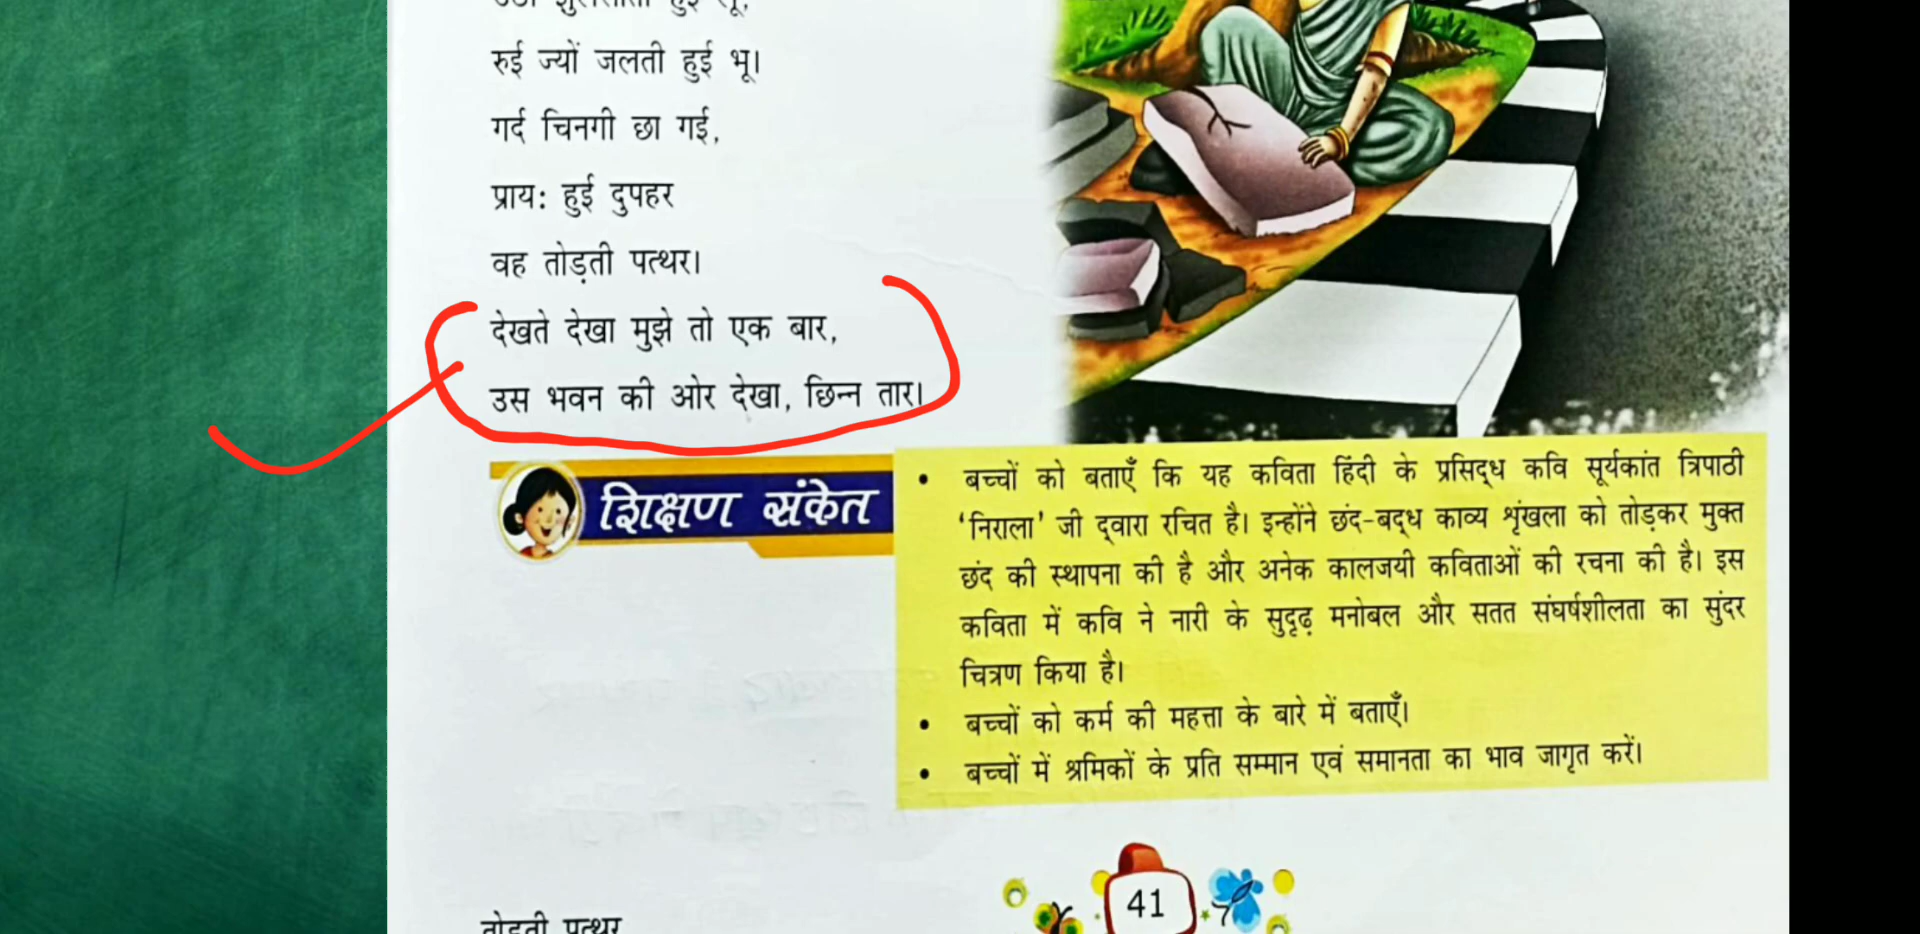 रुई ज्यों जलती हुई भू।
गर्द चिनगी छा गई,
प्राय: हुई दुपहर
वह तोड़ती पत्थर।
देखते देखा मुझे तो एक बार,
उस भवन की ओर देखा, छिन्न तार।
शिक्षण संकेत
• बच्चों को बताएँ कि यह कविता हिंदी के प्रसिद्ध कवि सूर्यकांत त्रिपाठी
'निराला' जी द्वारा रचित है। इन्होंने छंद-बद्ध काव्य शृंखला को तोड़कर मुक्त
छंद की स्थापना की है और अनेक कालजयी कविताओं की रचना की है। इस
कविता में कवि ने नारी के सुदृढ़ मनोबल और सतत संघर्षशीलता का सुंदर
चित्रण किया है।
• बच्चों को कर्म की महत्ता के बारे में बताएँ।
• बच्चों में श्रमिकों के प्रति सम्मान एवं समानता का भाव जागृत करें।
41
तोड़ती पत्थर